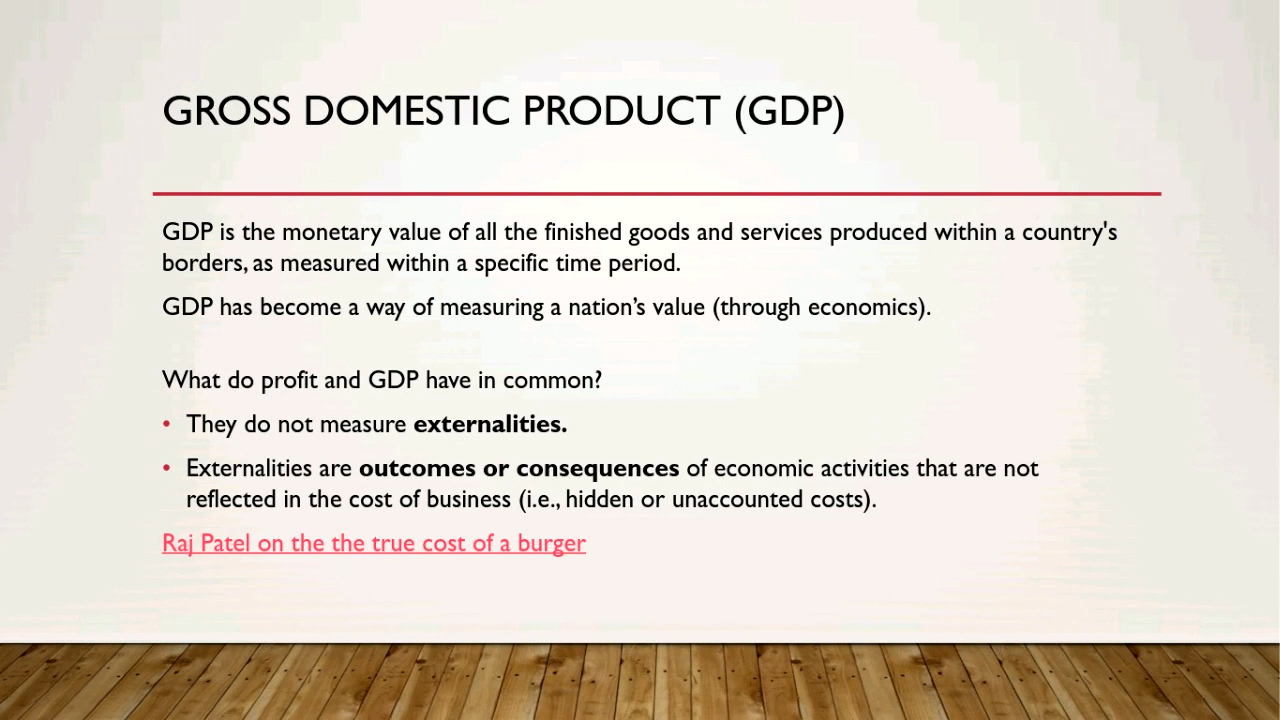 GROSS DOMESTIC PRODUCT (GDP)
GDP is the monetary value of all the finished goods and services produced within a country's
borders, as measured within a specific time period.
GDP has become a way of measuring a nation’s value (through economics).
What do profit and GDP have in common?
• They do not measure externalities.
• Externalities are outcomes or consequences of economic activities that are not
reflected in the cost of business (i.e., hidden or unaccounted costs).
Raj Patel on the the true cost of a burger